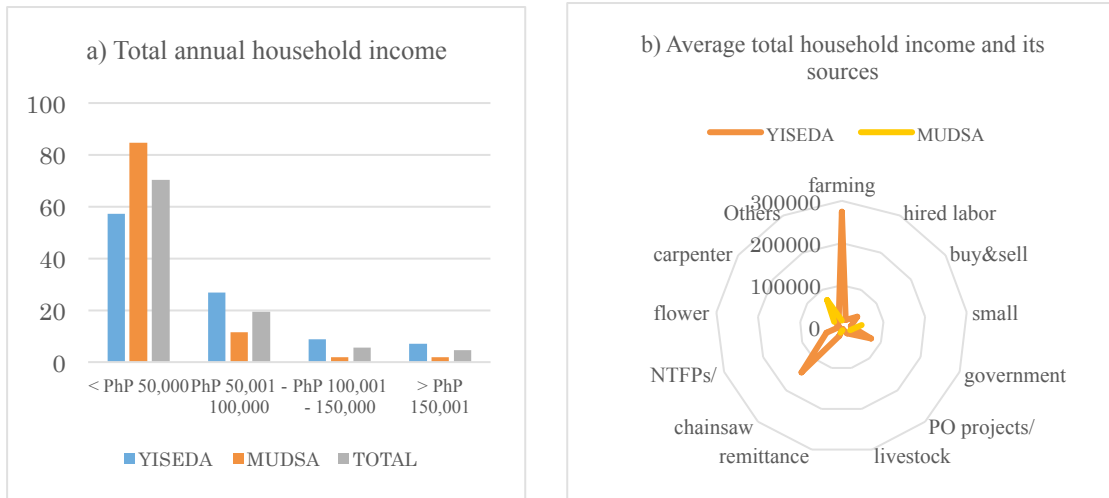 a) Total annual household income
100
80
60
40
20
0
< PhP 50,000 PhP 50,001 - PhP 100,001 > PhP
100,000 - 150,000 150,001
YISEDA MUDSA TOTAL
b) Average total household income and its
sources
YISEDA MUDSA
farming
300000
Others hired labor
200000
carpenter buy&sell
100000
flower 0 small
NTFPs/ government
chainsaw PO projects/
remittance livestock